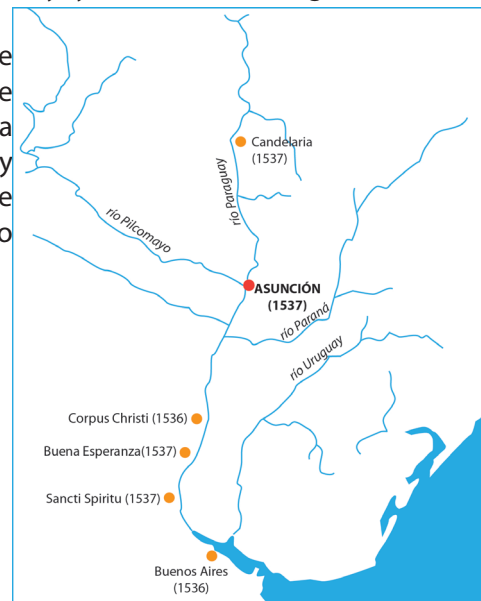 e
e
a
y
e
o
Candelaria
(1537)
río Paraguay
río Pilcomayo
ASUNCIÓN
(1537)
río Paraná
río Uruguay
Corpus Christi (1536)
Buena Esperanza(1537)
Sancti Spiritu (1537)
Buenos Aires
(1536)